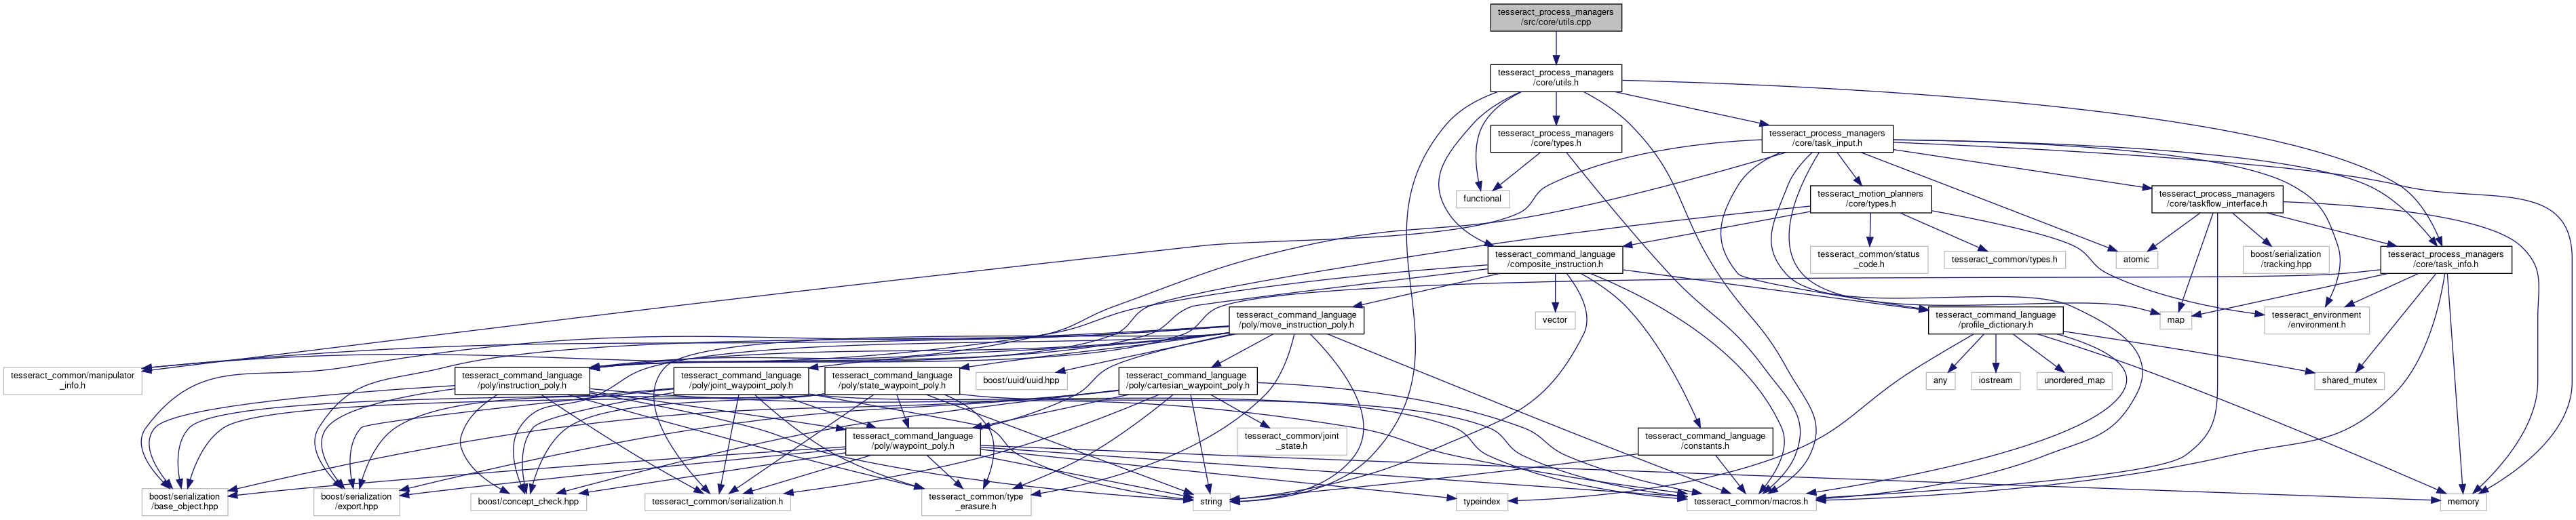 tesseract_process_managers
/src/core/utils.cpp
tesseract_process_managers
/core/utils.h
tesseract_process_managers
/core/types.h
tesseract_process_managers
/core/task_input.h
functional
tesseract_motion_planners
/core/types.h
tesseract_process_managers
/core/taskflow_interface.h
tesseract_command_language
/composite_instruction.h
tesseract_common/status
_code.h
tesseract_common/types.h
atomic
boost/serialization
/tracking.hpp
tesseract_process_managers
/core/task_info.h
tesseract_command_language
/poly/move_instruction_poly.h
vector
tesseract_command_language
/profile_dictionary.h
map
tesseract_environment
/environment.h
tesseract_common/manipulator
_info.h
tesseract_command_language
/poly/instruction_poly.h
tesseract_command_language
/poly/joint_waypoint_poly.h
tesseract_command_language
/poly/state_waypoint_poly.h
boost/uuid/uuid.hpp
tesseract_command_language
/poly/cartesian_waypoint_poly.h
any
iostream
unordered_map
shared_mutex
tesseract_command_language
/poly/waypoint_poly.h
tesseract_common/joint
_state.h
tesseract_command_language
/constants.h
boost/serialization
/base_object.hpp
boost/serialization
/export.hpp
boost/concept_check.hpp
tesseract_common/serialization.h
tesseract_common/type
_erasure.h
string
typeindex
tesseract_common/macros.h
memory